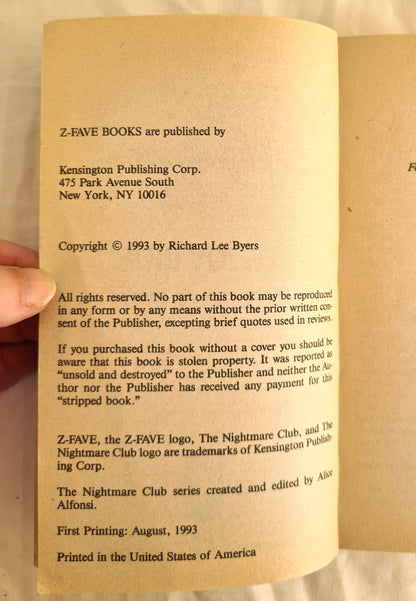 Z-FAVE BOOKS are published by
Kensington Publishing Corp.
475 Park Avenue South
New York, NY 10016
Copyright © 1993 by Richard Lee Byers
All rights reserved. No part of this book may be reproduced
in any form or by any means without the prior written con-
sent of the Publisher, excepting brief quotes used in reviews.
If you purchased this book without a cover you should be
aware that this book is stolen property. It was reported as
“unsold and destroyed” to the Publisher and neither the Au-
thor nor the Publisher has received any payment for this
“stripped book.”
Z-FAVE, the Z-FAVE logo, The Nightmare Club, and The
Nightmare Club logo are trademarks of Kensington Publish-
ing Corp.
The Nightmare Club series created and edited by Alice
Alfonsi.
First Printing: August, 1993
Printed in the United States of America